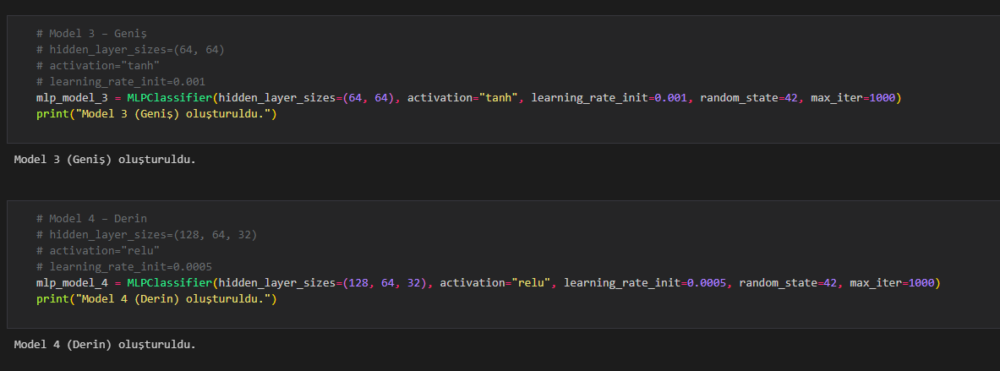 # Model 3 – Geniş
# hidden_layer_sizes=(64, 64)
# activation="tanh"
# learning_rate_init=0.001
mlp_model_3 = MLPClassifier(hidden_layer_sizes=(64, 64), activation="tanh", learning_rate_init=0.001, random_state=42, max_iter=1000)
print("Model 3 (Geniş) oluşturuldu.")
Model 3 (Geniş) oluşturuldu.
# Model 4 – Derin
# hidden_layer_sizes=(128, 64, 32)
# activation="relu"
# learning_rate_init=0.0005
mlp_model_4 = MLPClassifier(hidden_layer_sizes=(128, 64, 32), activation="relu", learning_rate_init=0.0005, random_state=42, max_iter=1000)
print("Model 4 (Derin) oluşturuldu.")
Model 4 (Derin) oluşturuldu.